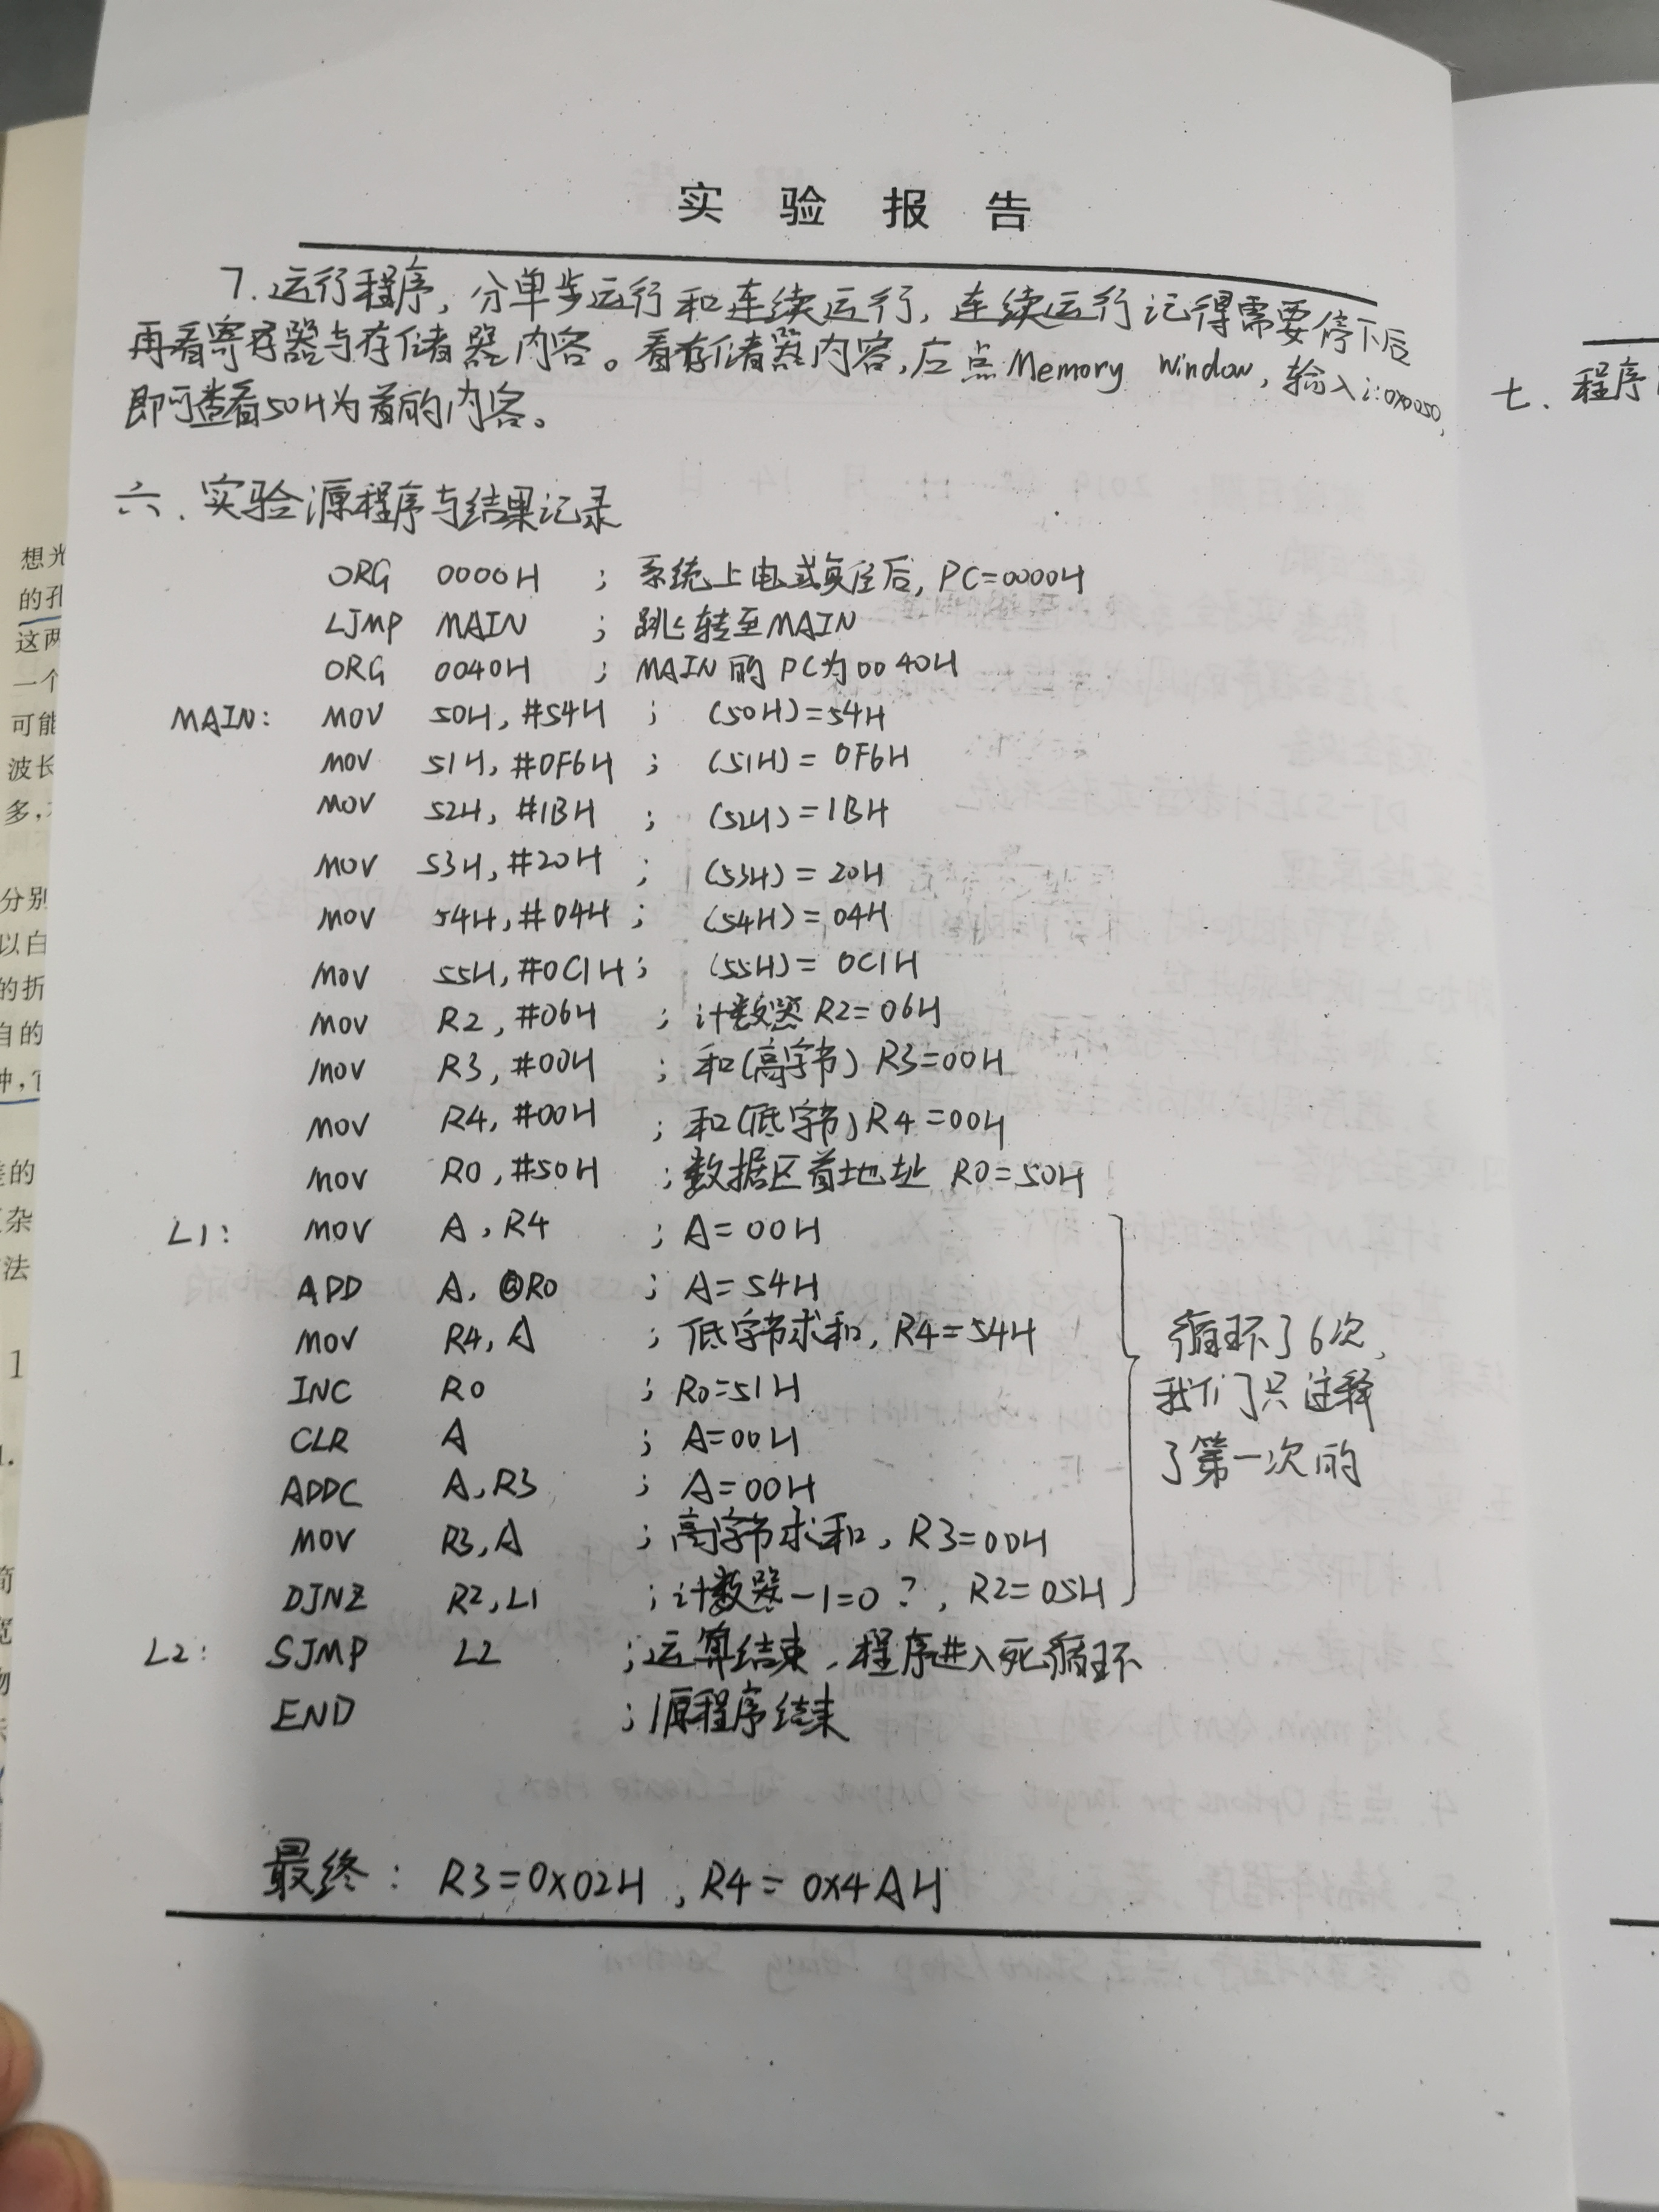 实验报告
7.运行程序，分单步运行和连续运行，连续运行记得需要停下后
再看寄存器与存储器内容。看存储器内容，应点Memory Window，输入i:0x0050，
即可查看50H为首的内容。
七、程序
六、实验源程序与结果记录
ORG 0000H ; 系统上电或复位后, PC=0000H
LJMP MAIN ; 跳转至MAIN
ORG 0040H ; MAIN的PC为0040H
MAIN: MOV 50H, #54H ; (50H)=54H
MOV 51H, #0F6H ; (51H)=0F6H
MOV 52H, #1BH ; (52H)=1BH
MOV 53H, #20H ; (53H)=20H
MOV 54H, #04H ; (54H)=04H
MOV 55H, #0C1H ; (55H)=0C1H
MOV R2, #06H ; 计数器R2=06H
MOV R3, #00H ; 和(高字节) R3=00H
MOV R4, #00H ; 和(低字节) R4=00H
MOV R0, #50H ; 数据区首地址 R0=50H
L1: MOV A, R4 ; A=00H
ADD A, @R0 ; A=54H
MOV R4, A ; 低字节求和, R4=54H
INC R0 ; R0=51H
CLR A ; A=00H
ADDC A, R3 ; A=00H
MOV R3, A ; 高字节求和, R3=00H
DJNZ R2, L1 ; 计数器-1=0?, R2=05H
循环了6次,
我们只注释
了第一次的
L2: SJMP L2 ; 运算结束, 程序进入死循环
END ; 源程序结束
最终: R3=0x02H, R4=0x4AH
想光
的孔
这两
一个
可能
波长
多,
分别
以白
的折
自的
种,它
的
杂
法
1